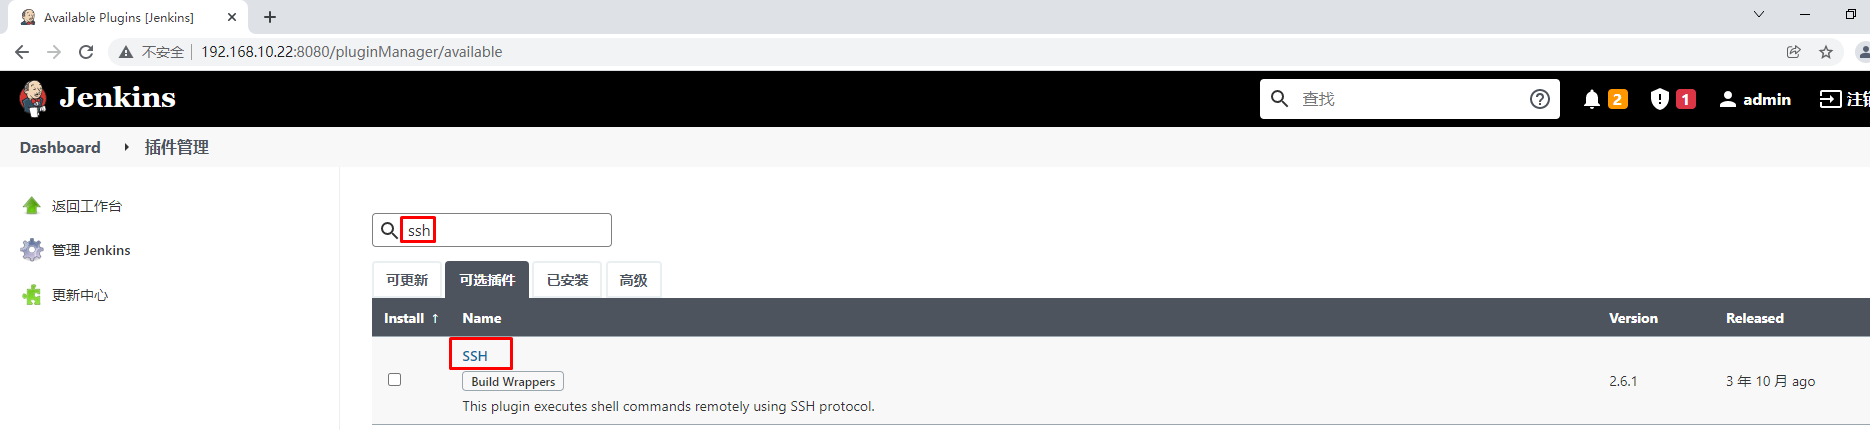 Available Plugins [Jenkins]
不安全 192.168.10.22:8080/pluginManager/available
Jenkins
查找
2
1
admin
Dashboard
插件管理
返回工作台
管理 Jenkins
更新中心
ssh
可更新 可选插件 已安装 高级
Install ↑ Name Version Released
SSH
Build Wrappers
2.6.1 3 年 10 月 ago
This plugin executes shell commands remotely using SSH protocol.